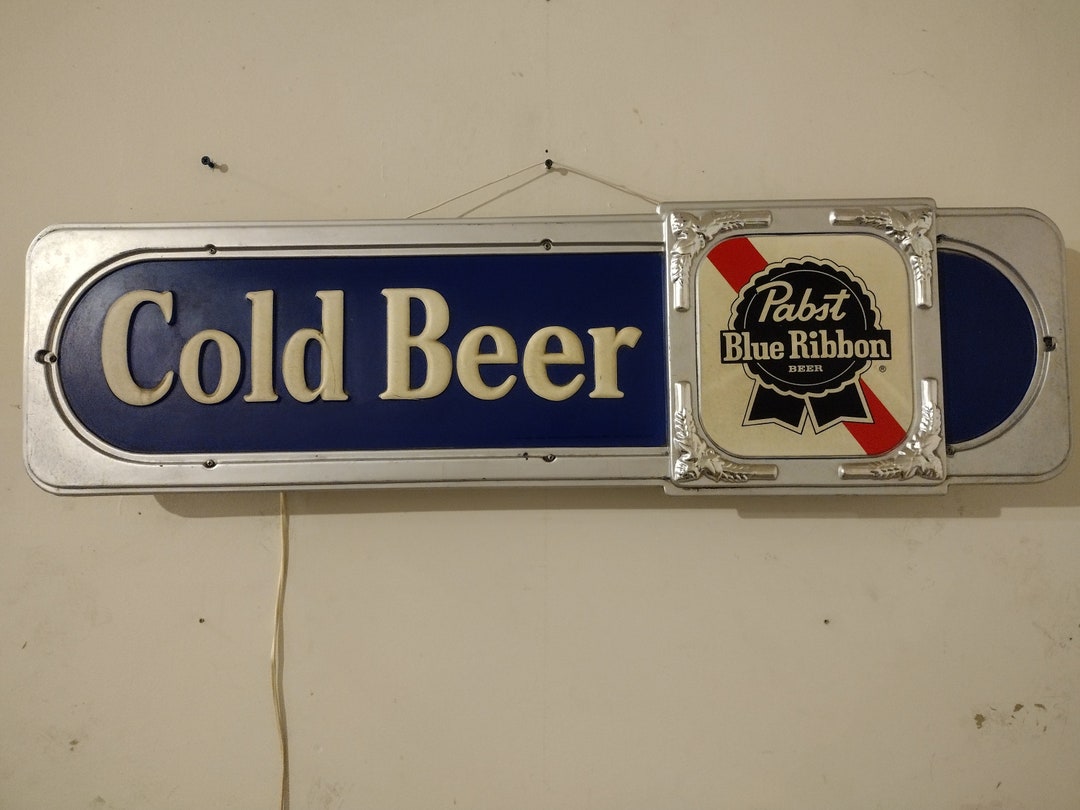 Cold Beer
Pabst
Blue Ribbon
BEER
®